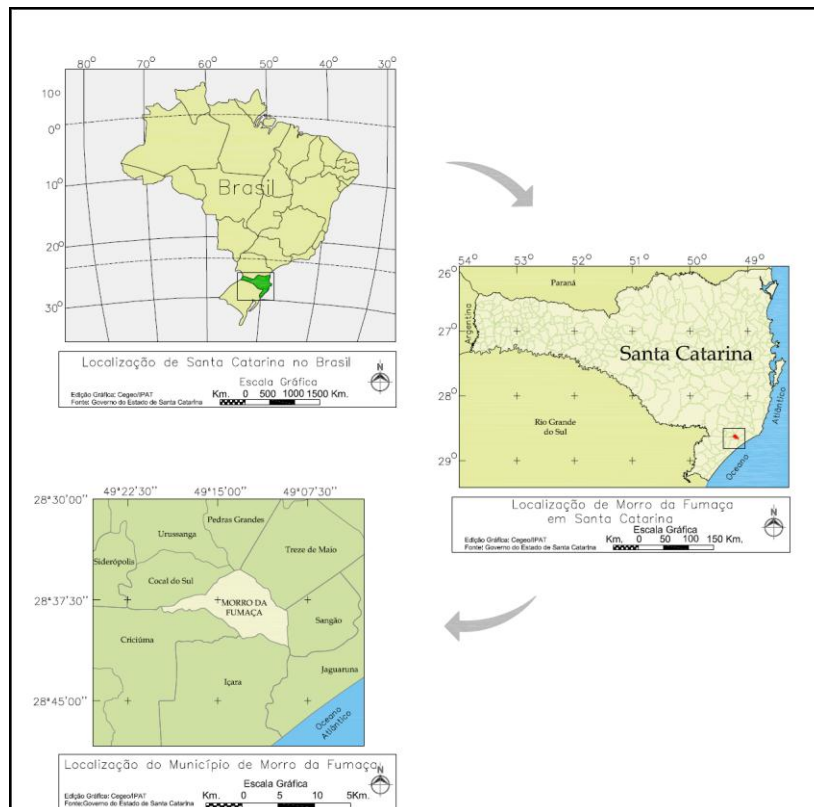 80° 70° 60° 50° 40° 30°
10°
0°
10°
20°
30°
Brasil
Localização de Santa Catarina no Brasil
Escala Gráfica
N
Edição Gráfica: Cegeo/IPAT
Fonte: Governo do Estado de Santa Catarina
Km. 0 500 1000 1500 Km.
54° 53° 52° 51° 50° 49°
26°
27°
28°
29°
Paraná
Argentina
Santa Catarina
Rio Grande
do Sul
Oceano
Atlântico
Localização de Morro da Fumaça
em Santa Catarina
Escala Gráfica
N
Edição Gráfica: Cegeo/IPAT
Fonte: Governo do Estado de Santa Catarina
Km. 0 50 100 150 Km.
49°22'30'' 49°15'00'' 49°07'30''
28°30'00''
28°37'30''
28°45'00''
Pedras Grandes
Urussanga
Treze de Maio
Siderópolis
Cocal do Sul
MORRO DA
FUMAÇA
Sangão
Criciúma
Içara
Jaguaruna
Oceano
Atlântico
Localização do Município de Morro da Fumaça
Escala Gráfica
N
Edição Gráfica: Cegeo/IPAT
Fonte:Governo do Estado de Santa Catarina
Km. 0 5 10 5Km.